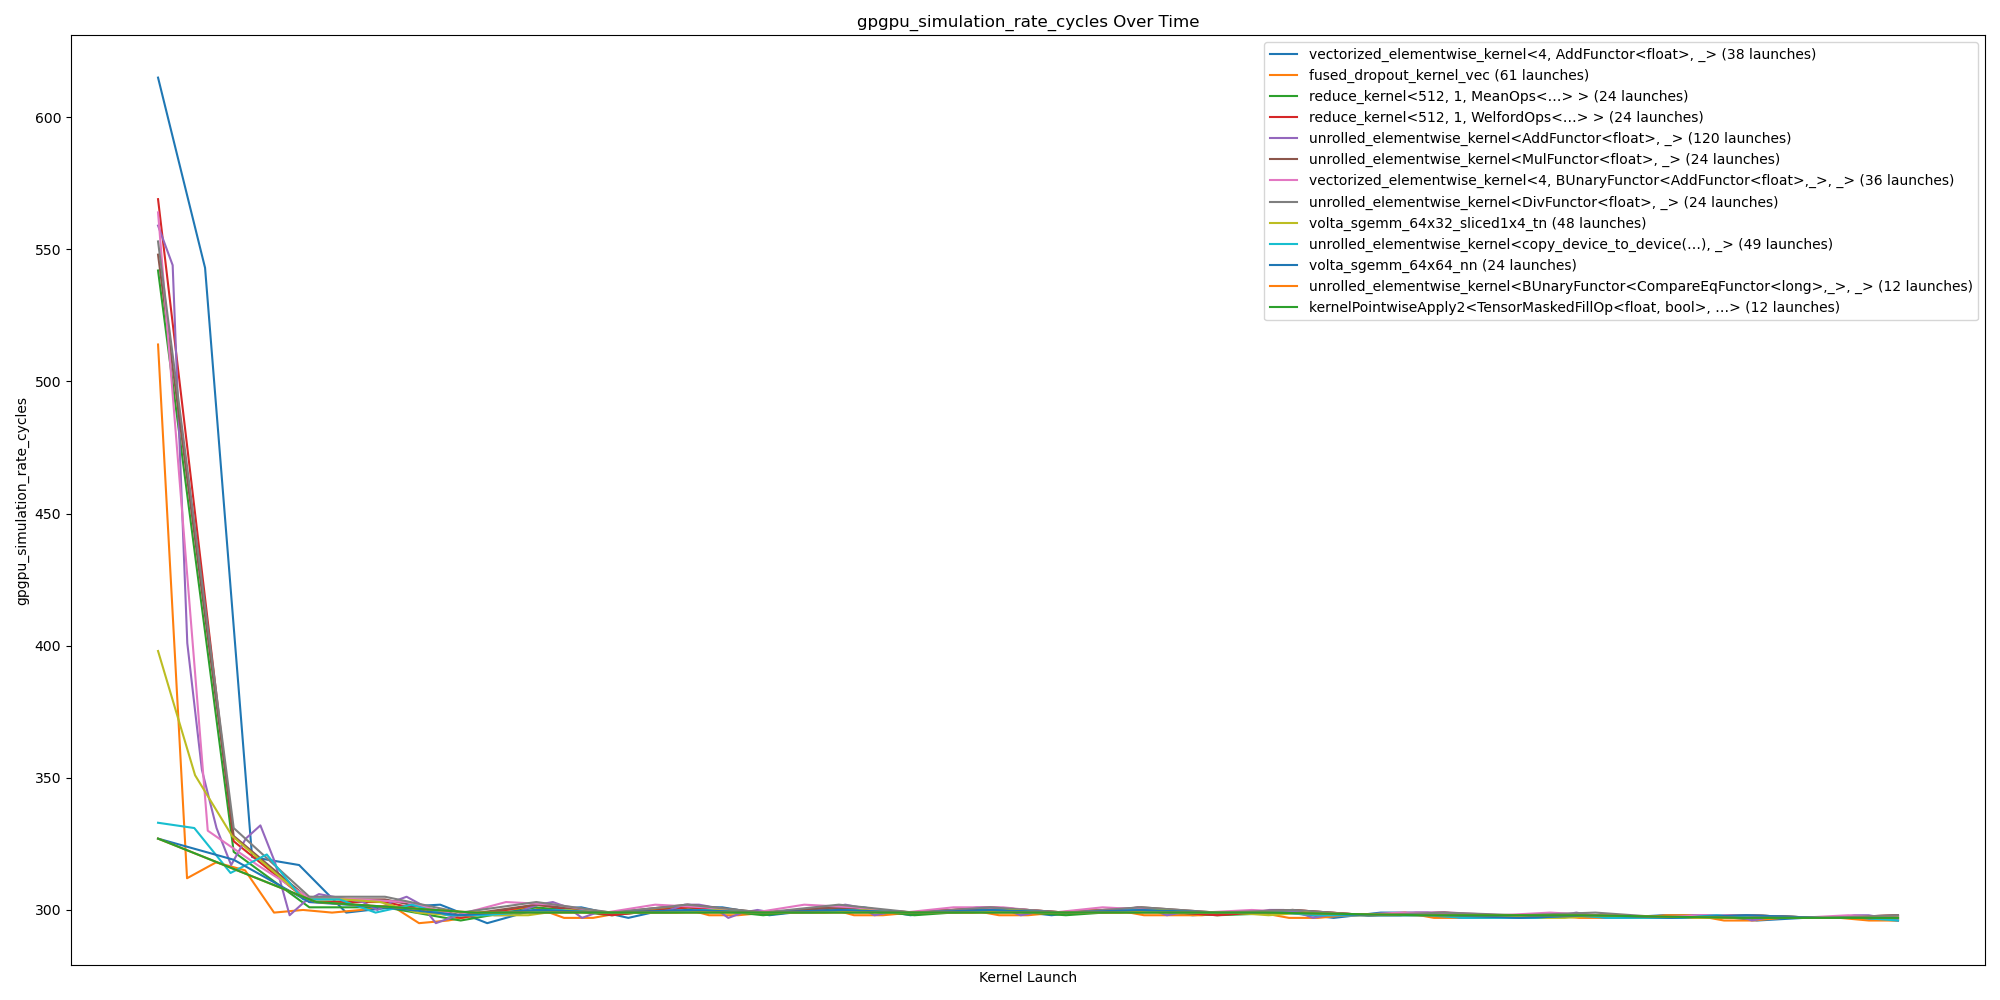 gpgpu_simulation_rate_cycles Over Time
vectorized_elementwise_kernel<4, AddFunctor<float>, _> (38 launches)
fused_dropout_kernel_vec (61 launches)
reduce_kernel<512, 1, MeanOps<...> > (24 launches)
reduce_kernel<512, 1, WelfordOps<...> > (24 launches)
unrolled_elementwise_kernel<AddFunctor<float>, _> (120 launches)
unrolled_elementwise_kernel<MulFunctor<float>, _> (24 launches)
vectorized_elementwise_kernel<4, BUnaryFunctor<AddFunctor<float>,_>, _> (36 launches)
unrolled_elementwise_kernel<DivFunctor<float>, _> (24 launches)
volta_sgemm_64x32_sliced1x4_tn (48 launches)
unrolled_elementwise_kernel<copy_device_to_device(...), _> (49 launches)
volta_sgemm_64x64_nn (24 launches)
unrolled_elementwise_kernel<BUnaryFunctor<CompareEqFunctor<long>,_>, _> (12 launches)
kernelPointwiseApply2<TensorMaskedFillOp<float, bool>, ...> (12 launches)
600
550
500
450
400
350
300
gpgpu_simulation_rate_cycles
Kernel Launch